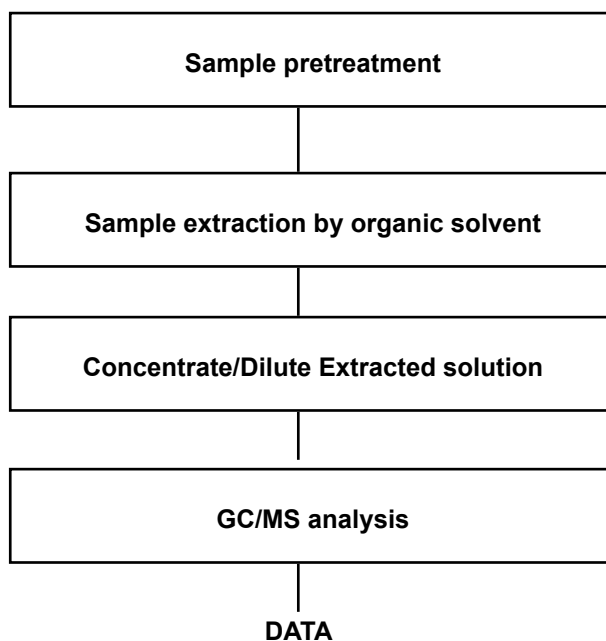 Sample pretreatment
Sample extraction by organic solvent
Concentrate/Dilute Extracted solution
GC/MS analysis
DATA